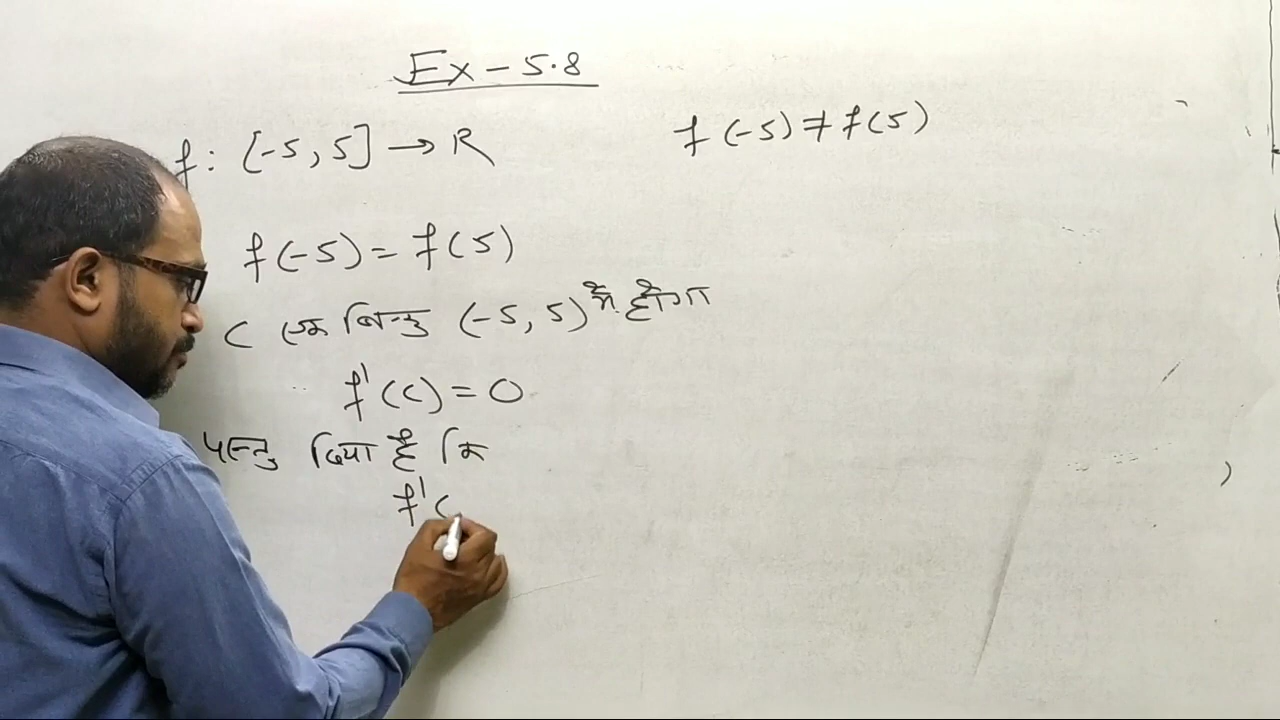 Ex - 5.8
f : [-5, 5] → R
f(-5) ≠ f(5)
f(-5) = f(5)
C एक बिन्दु (-5, 5) में होगा
f'(C) = 0
परन्तु दिया है कि
f'(